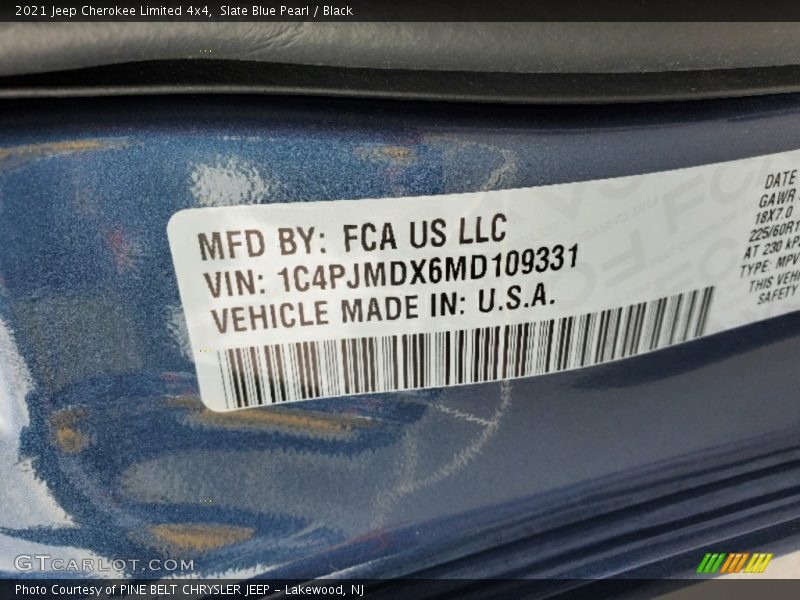 2021 Jeep Cherokee Limited 4x4, Slate Blue Pearl / Black
MFD BY: FCA US LLC
VIN: 1C4PJMDX6MD109331
VEHICLE MADE IN: U.S.A.
DATE
GAWR
18X7.0
225/60R1
AT 230 kP
TYPE: MPV
THIS VEHI
SAFETY
GTCARLOT.COM
Photo Courtesy of PINE BELT CHRYSLER JEEP - Lakewood, NJ